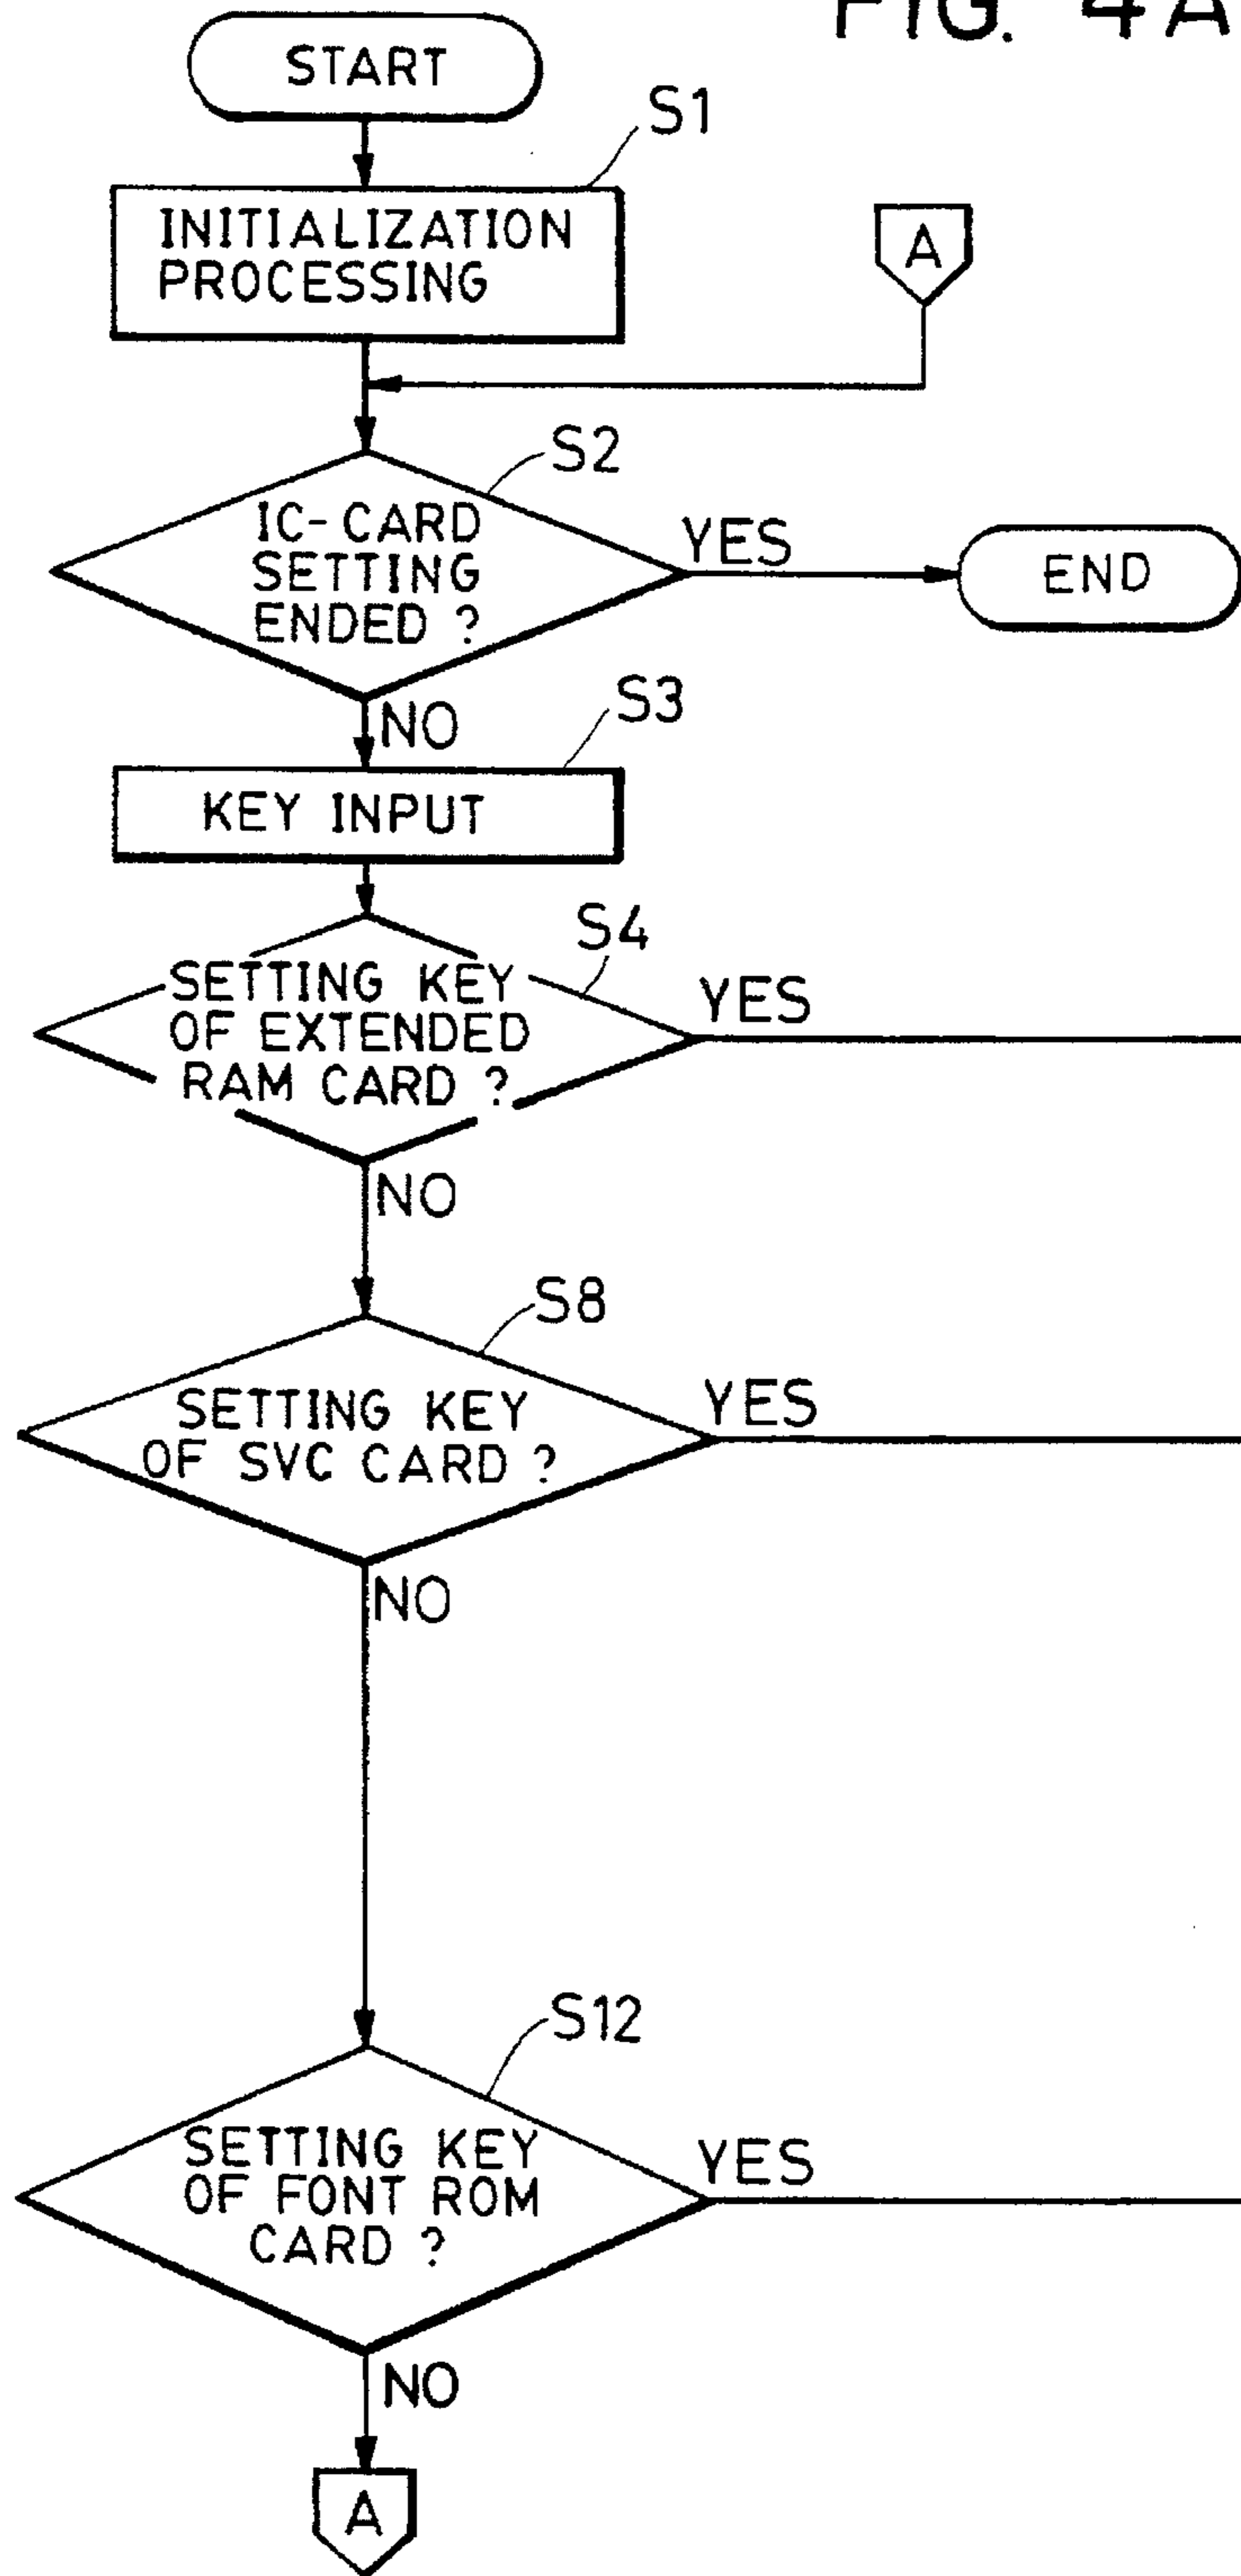 FIG. 4A
START
S1
INITIALIZATION
PROCESSING
A
S2
IC-CARD
SETTING
ENDED ?
YES
END
NO
S3
KEY INPUT
S4
SETTING KEY
OF EXTENDED
RAM CARD ?
YES
NO
S8
SETTING KEY
OF SVC CARD ?
YES
NO
S12
SETTING KEY
OF FONT ROM
CARD ?
YES
NO
A